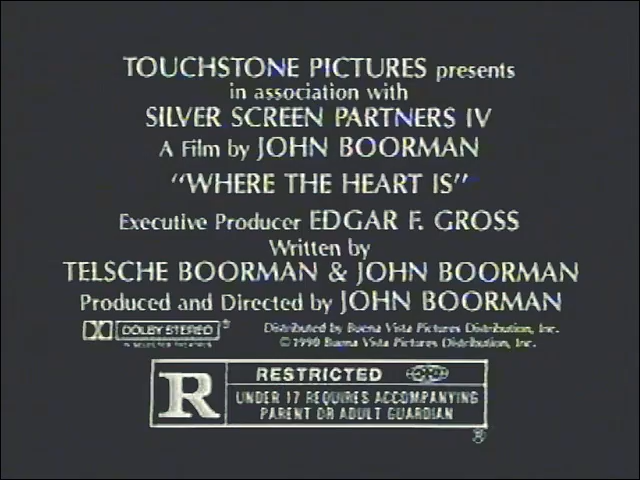 TOUCHSTONE PICTURES presents
in association with
SILVER SCREEN PARTNERS IV
A Film by JOHN BOORMAN
"WHERE THE HEART IS"
Executive Producer EDGAR F. GROSS
Written by
TELSCHE BOORMAN & JOHN BOORMAN
Produced and Directed by JOHN BOORMAN
DOLBY STEREO ®
IN SELECTED THEATRES
Distributed by Buena Vista Pictures Distribution, Inc.
© 1990 Buena Vista Pictures Distribution, Inc.
R
RESTRICTED
UNDER 17 REQUIRES ACCOMPANYING
PARENT OR ADULT GUARDIAN
®